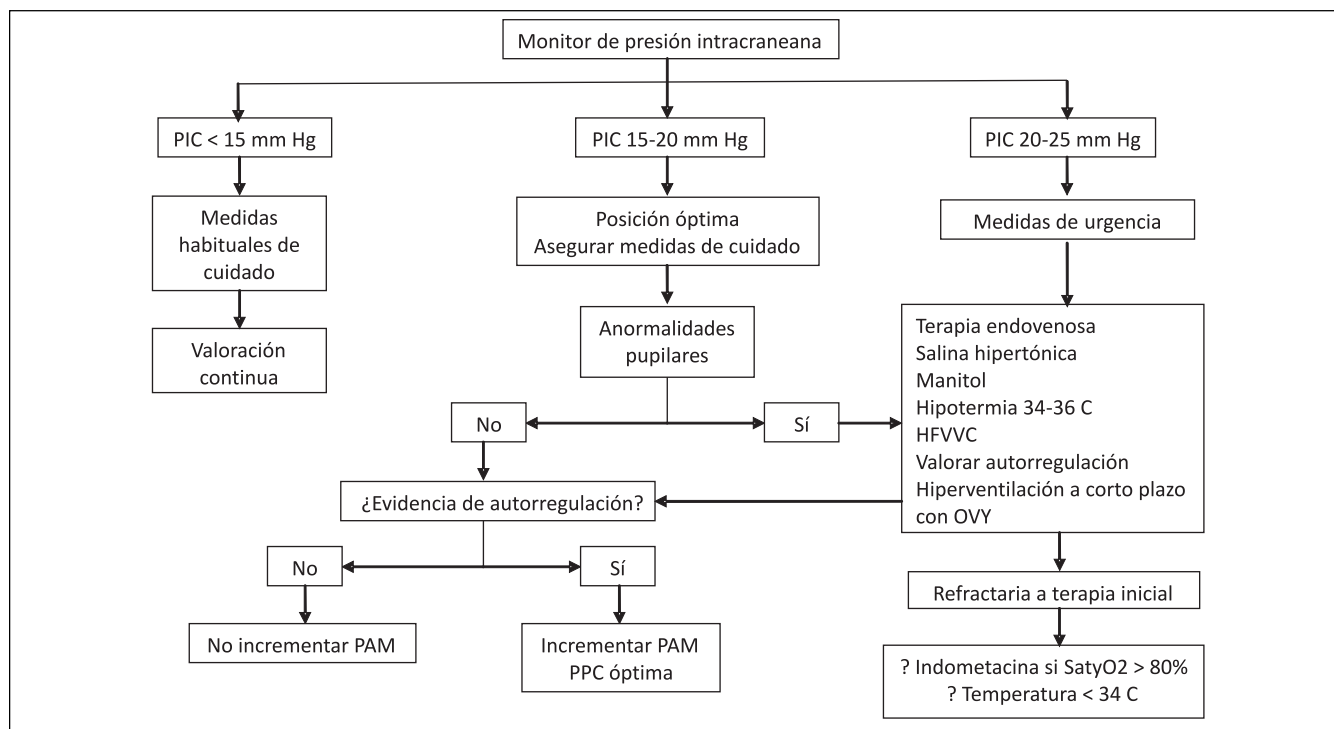 Monitor de presión intracraneana
PIC < 15 mm Hg
PIC 15-20 mm Hg
PIC 20-25 mm Hg
Medidas
habituales de
cuidado
Posición óptima
Asegurar medidas de cuidado
Medidas de urgencia
Valoración
continua
Anormalidades
pupilares
Terapia endovenosa
Salina hipertónica
Manitol
Hipotermia 34-36 C
HFVVC
Valorar autorregulación
Hiperventilación a corto plazo
con OVY
No
Sí
¿Evidencia de autorregulación?
No
Sí
Refractaria a terapia inicial
No incrementar PAM
Incrementar PAM
PPC óptima
? Indometacina si SatyO2 > 80%
? Temperatura < 34 C